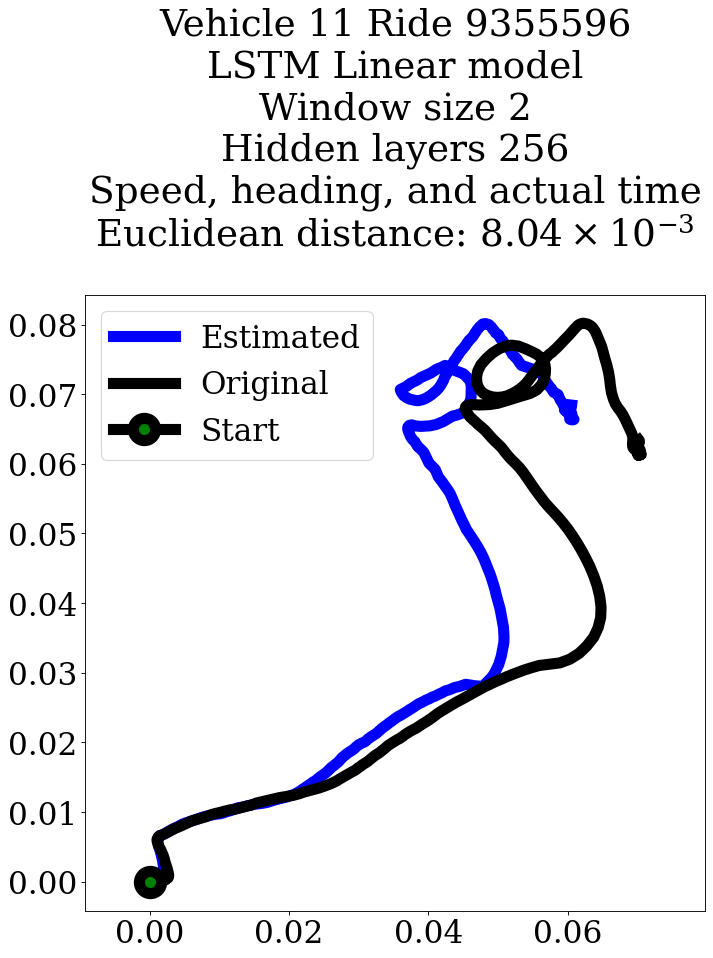 Vehicle 11 Ride 9355596
LSTM Linear model
Window size 2
Hidden layers 256
Speed, heading, and actual time
Euclidean distance: 8.04 × 10⁻³
Estimated
Original
Start
0.08
0.07
0.06
0.05
0.04
0.03
0.02
0.01
0.00
0.00 0.02 0.04 0.06